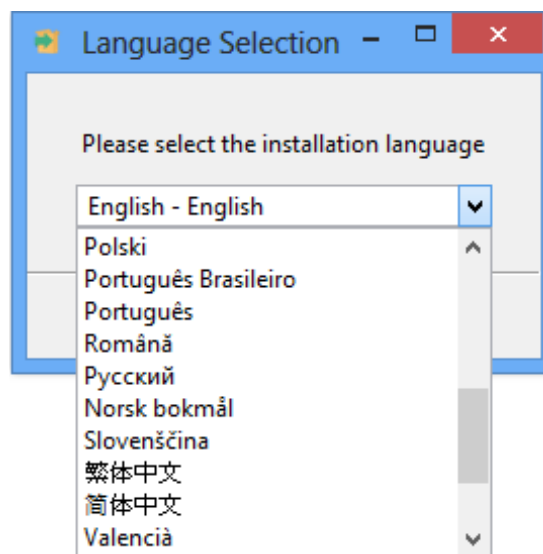 Language Selection
Please select the installation language
English - English
Polski
Português Brasileiro
Português
Română
Русский
Norsk bokmål
Slovenščina
繁体中文
简体中文
Valencià